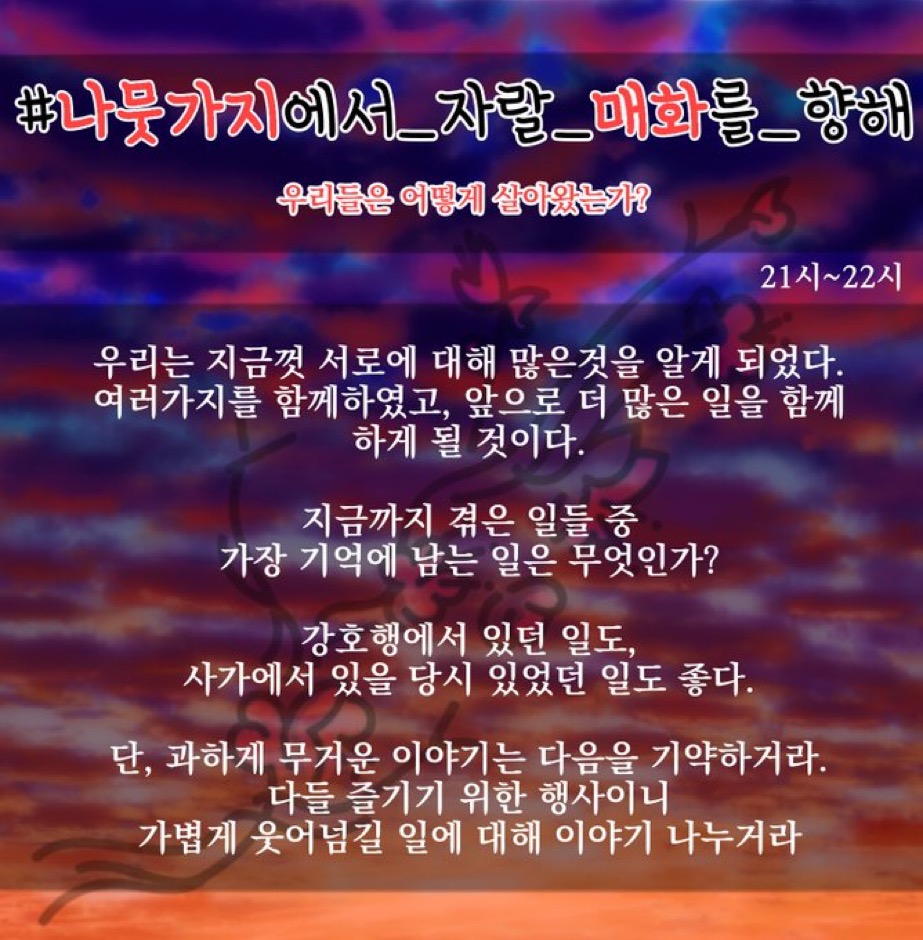 #나뭇가지에서_자랄_매화를_향해
우리들은 어떻게 살아왔는가?
21시~22시
우리는 지금껏 서로에 대해 많은것을 알게 되었다.
여러가지를 함께하였고, 앞으로 더 많은 일을 함께
하게 될 것이다.
지금까지 겪은 일들 중
가장 기억에 남는 일은 무엇인가?
강호행에서 있던 일도,
사가에서 있을 당시 있었던 일도 좋다.
단, 과하게 무거운 이야기는 다음을 기약하거라.
다들 즐기기 위한 행사이니
가볍게 웃어넘길 일에 대해 이야기 나누거라